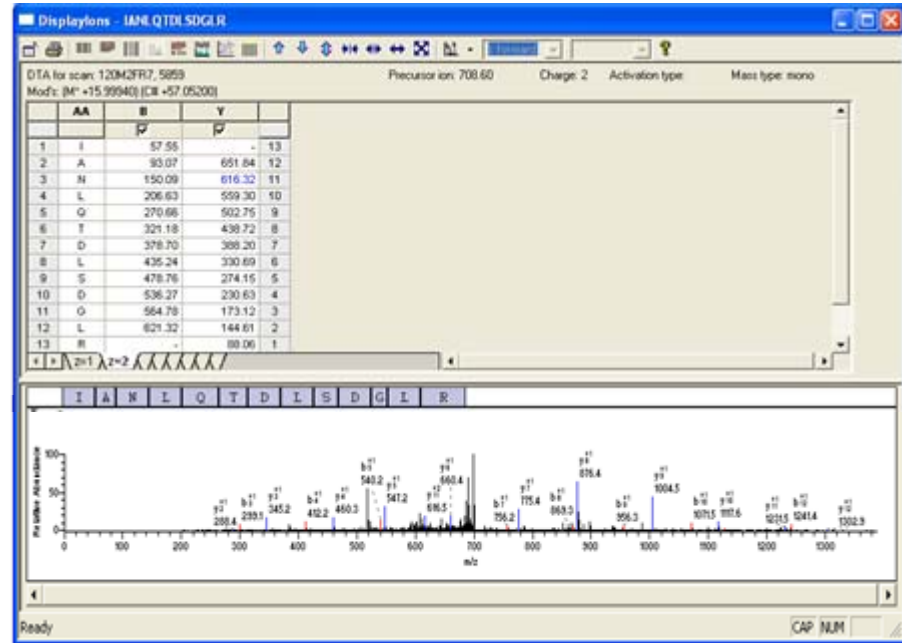 DisplayIons - IANLQTDLSDGLR
DTA for scan: 120M2FR7, 5859 Precursor ion: 708.60 Charge: 2 Activation type: Mass type: mono
Mod's: (M* +15.99940) (C# +57.05200)
AA B Y
1 I 57.55 - 13
2 A 93.07 651.84 12
3 N 150.09 616.32 11
4 L 206.63 559.30 10
5 Q 270.66 502.75 9
6 T 321.18 438.72 8
7 D 378.70 388.20 7
8 L 435.24 330.69 6
9 S 478.76 274.15 5
10 D 536.27 230.63 4
11 G 564.78 173.12 3
12 L 621.32 144.61 2
13 R - 88.06 1
z=1 z=2
I A N L Q T D L S D G L R
Relative Abundance
100
50
0
288.4
299.1
345.2
412.2
460.3
540.2
547.2
616.5
660.4
756.2
775.4
869.3
876.4
956.3
1004.5
1071.5
1117.6
1231.5
1241.4
1302.9
0 100 200 300 400 500 600 700 800 900 1000 1100 1200 1300
m/z
Ready CAP NUM